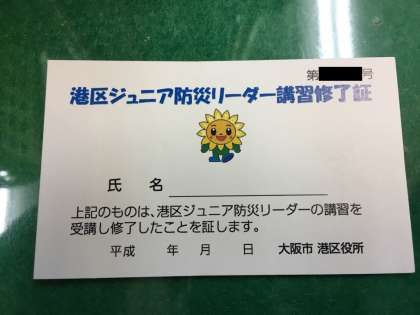 第 号
港区ジュニア防災リーダー講習修了証
氏 名
上記のものは、港区ジュニア防災リーダーの講習を
受講し修了したことを証します。
平成 年 月 日 大阪市 港区役所